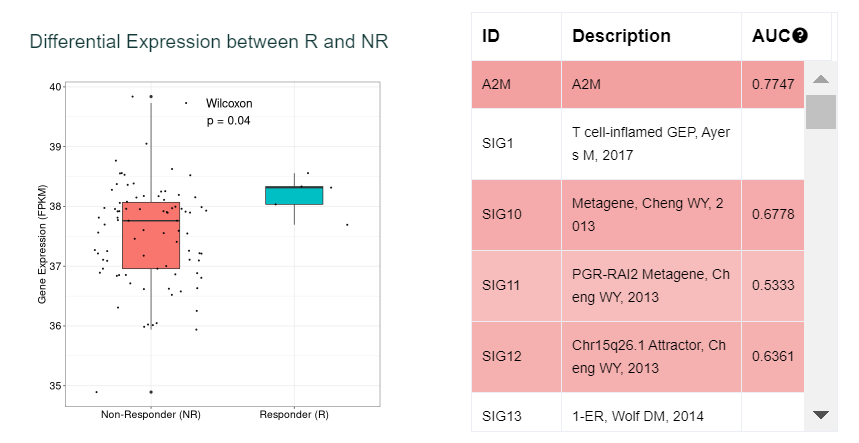 Differential Expression between R and NR
40
39
38
37
36
35
Gene Expression (FPKM)
Wilcoxon
p = 0.04
Non-Responder (NR)
Responder (R)
ID Description AUC?
A2M A2M 0.7747
SIG1 T cell-inflamed GEP, Ayer
s M, 2017
SIG10 Metagene, Cheng WY, 2
013 0.6778
SIG11 PGR-RAI2 Metagene, Ch
eng WY, 2013 0.5333
SIG12 Chr15q26.1 Attractor, Ch
eng WY, 2013 0.6361
SIG13 1-ER, Wolf DM, 2014